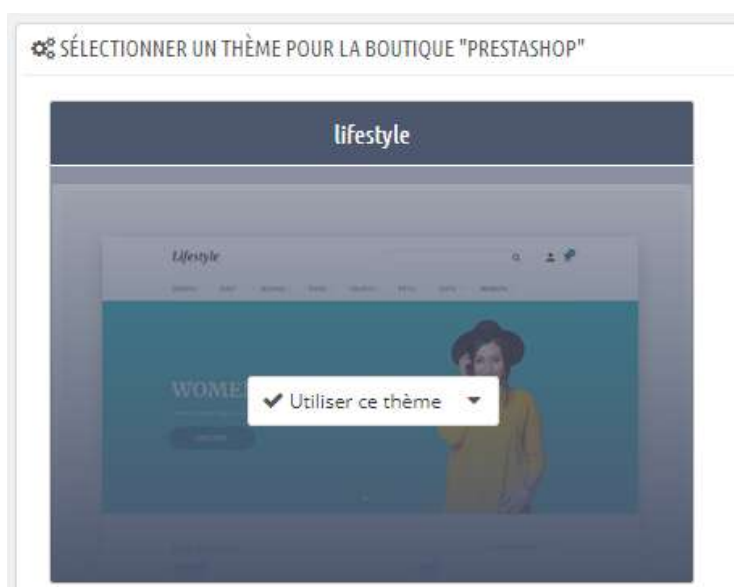 SÉLECTIONNER UN THÈME POUR LA BOUTIQUE "PRESTASHOP"
lifestyle
Lifestyle
WOME
Utiliser ce thème